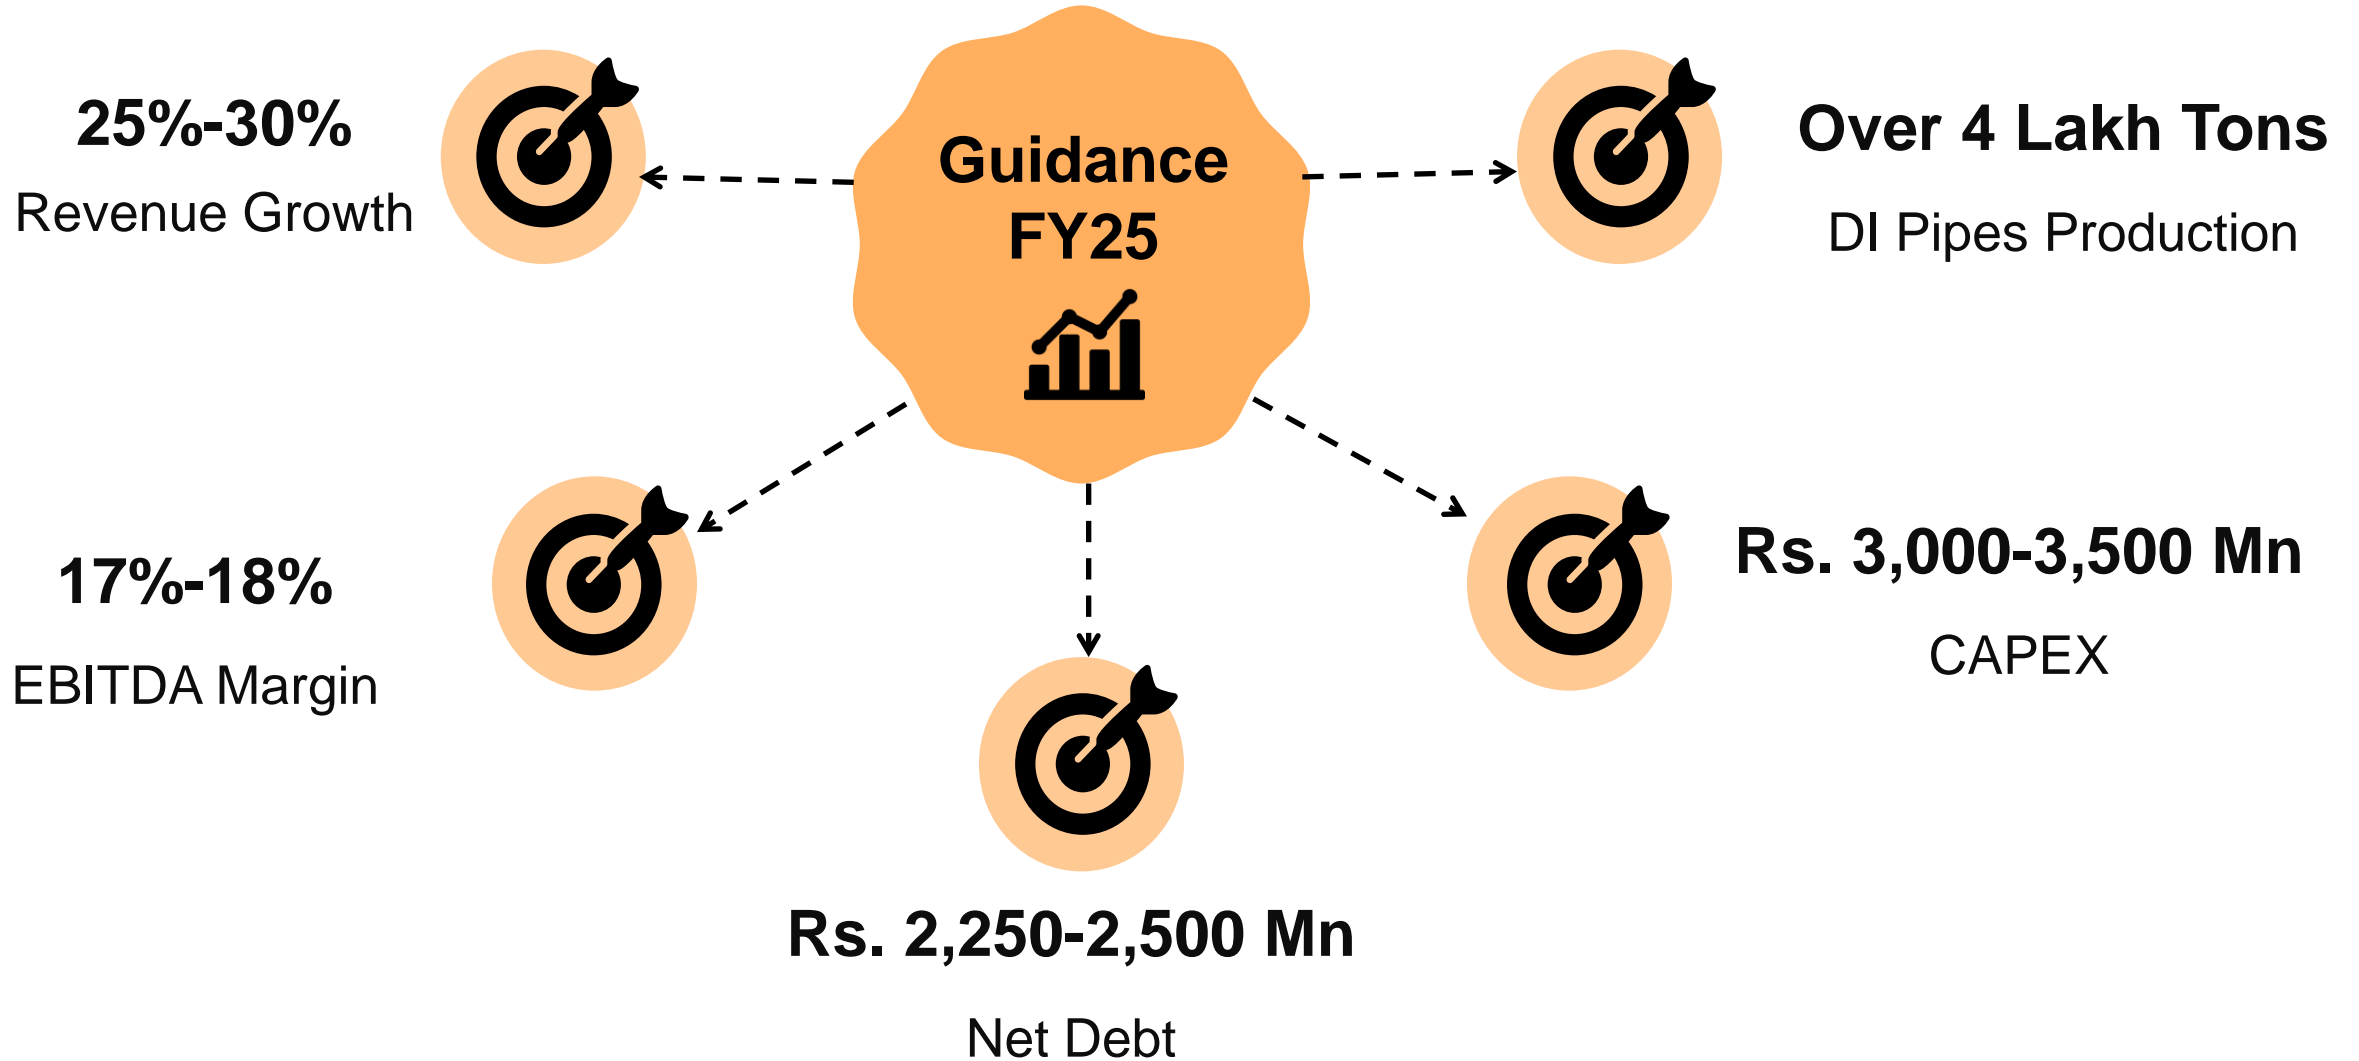 Guidance
FY25
25%-30%
Revenue Growth
Over 4 Lakh Tons
DI Pipes Production
17%-18%
EBITDA Margin
Rs. 3,000-3,500 Mn
CAPEX
Rs. 2,250-2,500 Mn
Net Debt